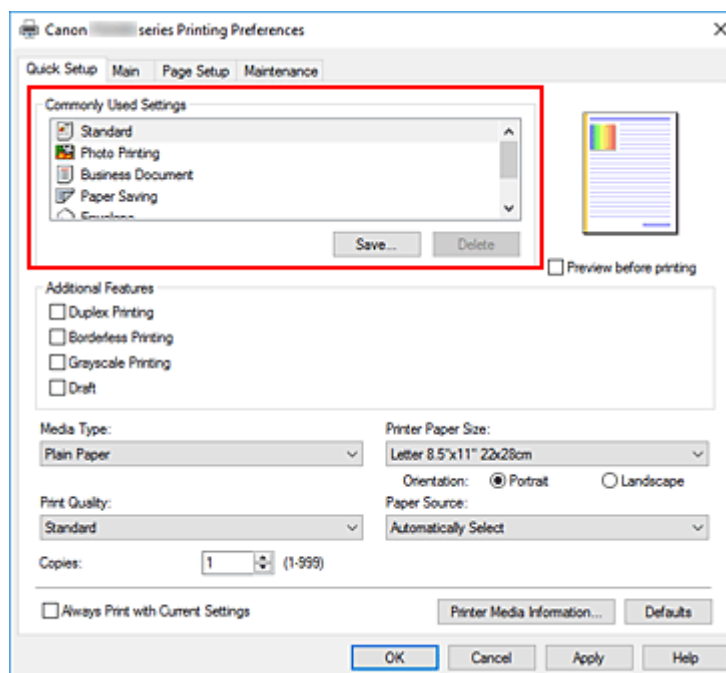 Canon series Printing Preferences
Quick Setup Main Page Setup Maintenance
Commonly Used Settings
Standard
Photo Printing
Business Document
Paper Saving
Envelope
Save... Delete
Preview before printing
Additional Features
Duplex Printing
Borderless Printing
Grayscale Printing
Draft
Media Type: Printer Paper Size:
Plain Paper Letter 8.5"x11" 22x28cm
Orientation: Portrait Landscape
Print Quality: Paper Source:
Standard Automatically Select
Copies: 1 (1-999)
Always Print with Current Settings Printer Media Information... Defaults
OK Cancel Apply Help